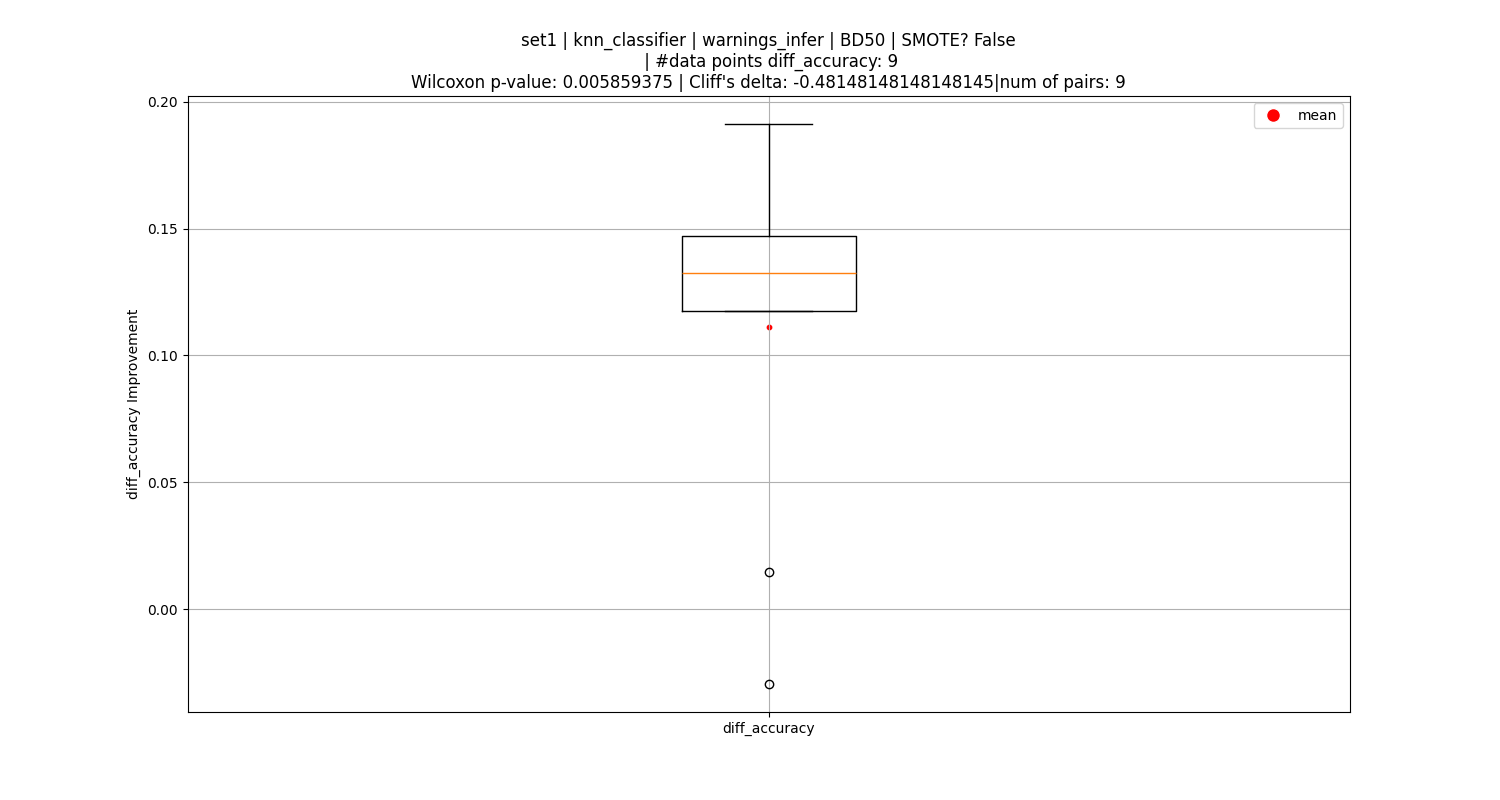 set1 | knn_classifier | warnings_infer | BD50 | SMOTE? False
| #data points diff_accuracy: 9
Wilcoxon p-value: 0.005859375 | Cliff's delta: -0.48148148148148145|num of pairs: 9
mean
0.20
0.15
0.10
0.05
0.00
diff_accuracy Improvement
diff_accuracy